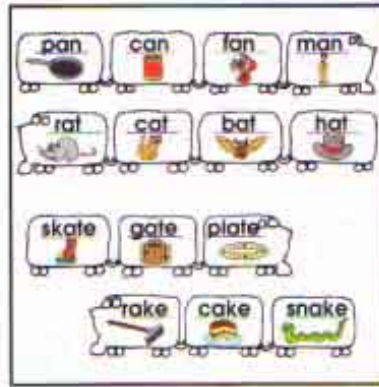 pan can fan man
rat cat bat hat
skate gate plate
rake cake snake